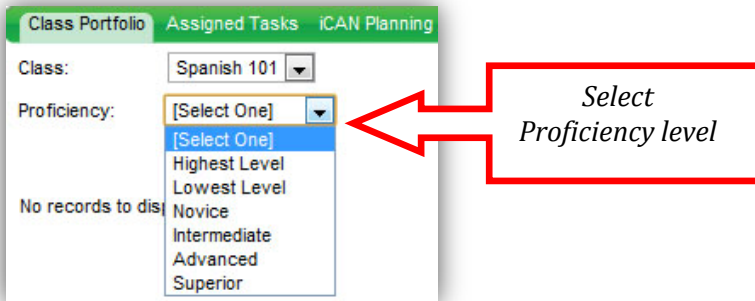 Class Portfolio Assigned Tasks iCAN Planning
Class: Spanish 101
Proficiency: [Select One]
[Select One]
Highest Level
Lowest Level
No records to
Novice
Intermediate
Advanced
Superior
Select
Proficiency level